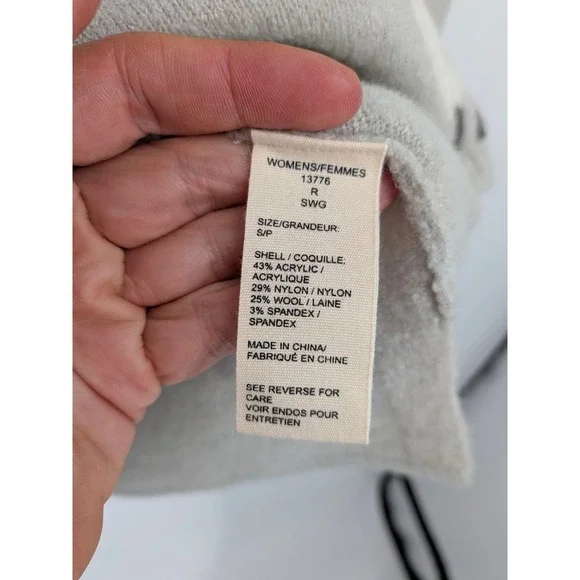 WOMENS/FEMMES
13776
R
SWG
SIZE/GRANDEUR:
S/P
SHELL / COQUILLE:
43% ACRYLIC /
ACRYLIQUE
29% NYLON / NYLON
25% WOOL / LAINE
3% SPANDEX /
SPANDEX
MADE IN CHINA/
FABRIQUÉ EN CHINE
SEE REVERSE FOR
CARE
VOIR ENDOS POUR
ENTRETIEN